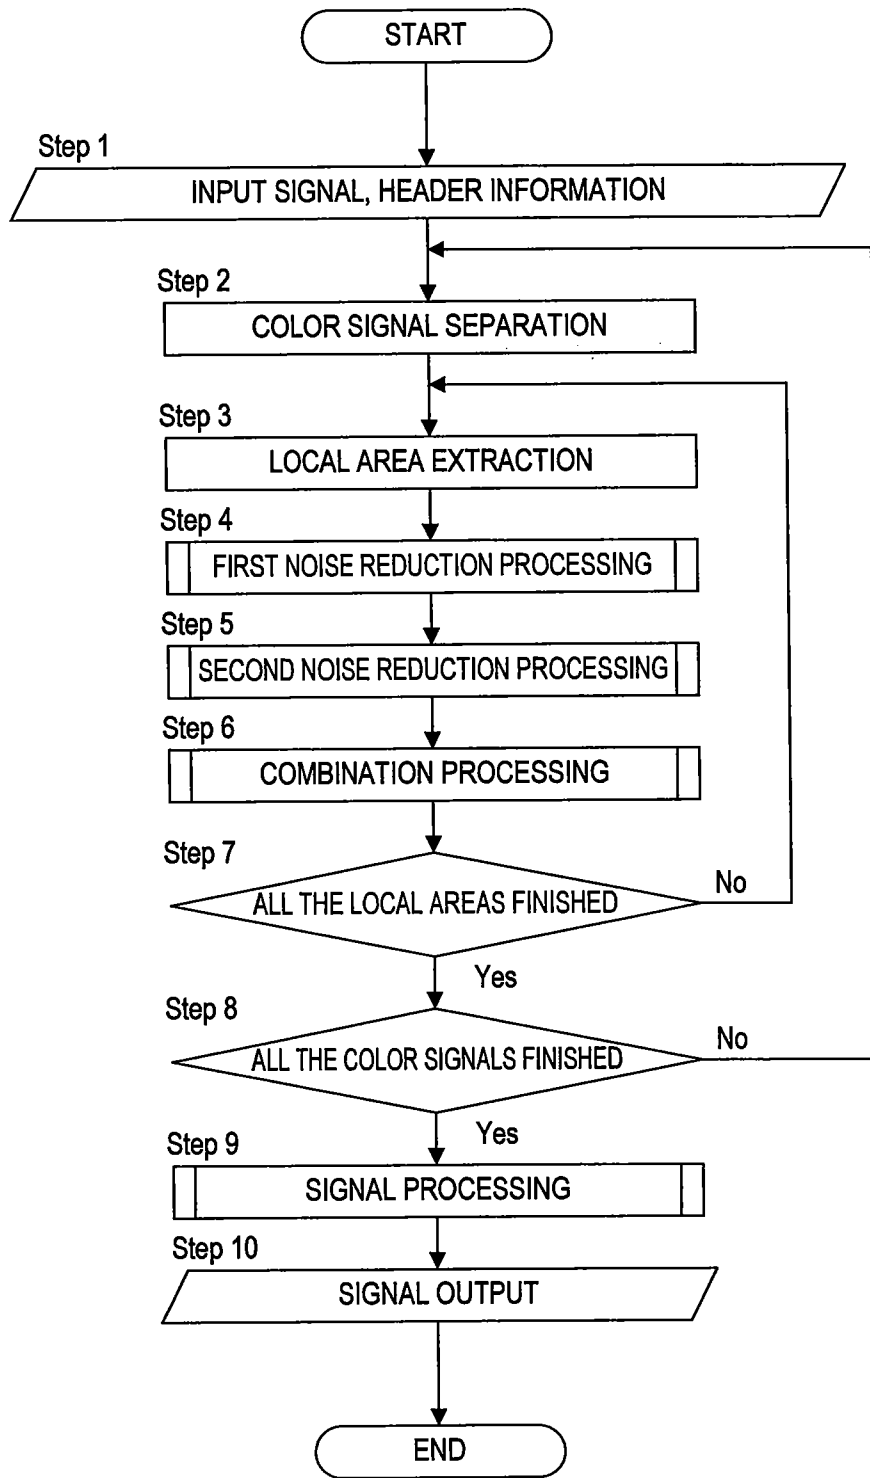 START
Step 1
INPUT SIGNAL, HEADER INFORMATION
Step 2
COLOR SIGNAL SEPARATION
Step 3
LOCAL AREA EXTRACTION
Step 4
FIRST NOISE REDUCTION PROCESSING
Step 5
SECOND NOISE REDUCTION PROCESSING
Step 6
COMBINATION PROCESSING
Step 7
ALL THE LOCAL AREAS FINISHED
No
Yes
Step 8
ALL THE COLOR SIGNALS FINISHED
No
Yes
Step 9
SIGNAL PROCESSING
Step 10
SIGNAL OUTPUT
END